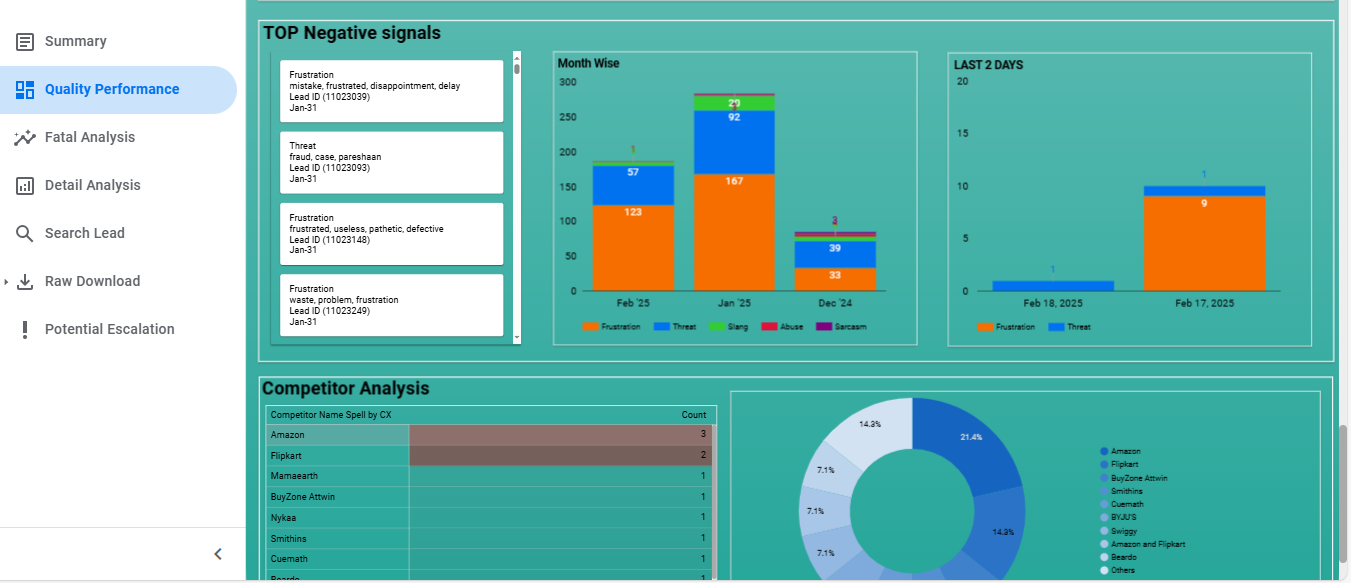 Summary
Quality Performance
Fatal Analysis
Detail Analysis
Search Lead
Raw Download
Potential Escalation
TOP Negative signals
Frustration
mistake, frustrated, disappointment, delay
Lead ID (11023039)
Jan-31
Threat
fraud, case, pareshaan
Lead ID (11023093)
Jan-31
Frustration
frustrated, useless, pathetic, defective
Lead ID (11023148)
Jan-31
Frustration
waste, problem, frustration
Lead ID (11023249)
Jan-31
Month Wise
300
250
200
150
100
50
0
1
57
123
20
92
167
3
39
33
Feb '25
Jan '25
Dec '24
Frustration
Threat
Slang
Abuse
Sarcasm
LAST 2 DAYS
20
15
10
5
0
1
1
9
Feb 18, 2025
Feb 17, 2025
Frustration
Threat
Competitor Analysis
Competitor Name Spell by CX Count
Amazon 3
Flipkart 2
Mamaearth 1
BuyZone Attwin 1
Nykaa 1
Smithins 1
Cuemath 1
Beardo 1
14.3%
21.4%
7.1%
7.1%
14.3%
7.1%
Amazon
Flipkart
BuyZone Attwin
Smithins
Cuemath
BYJU'S
Swiggy
Amazon and Flipkart
Beardo
Others